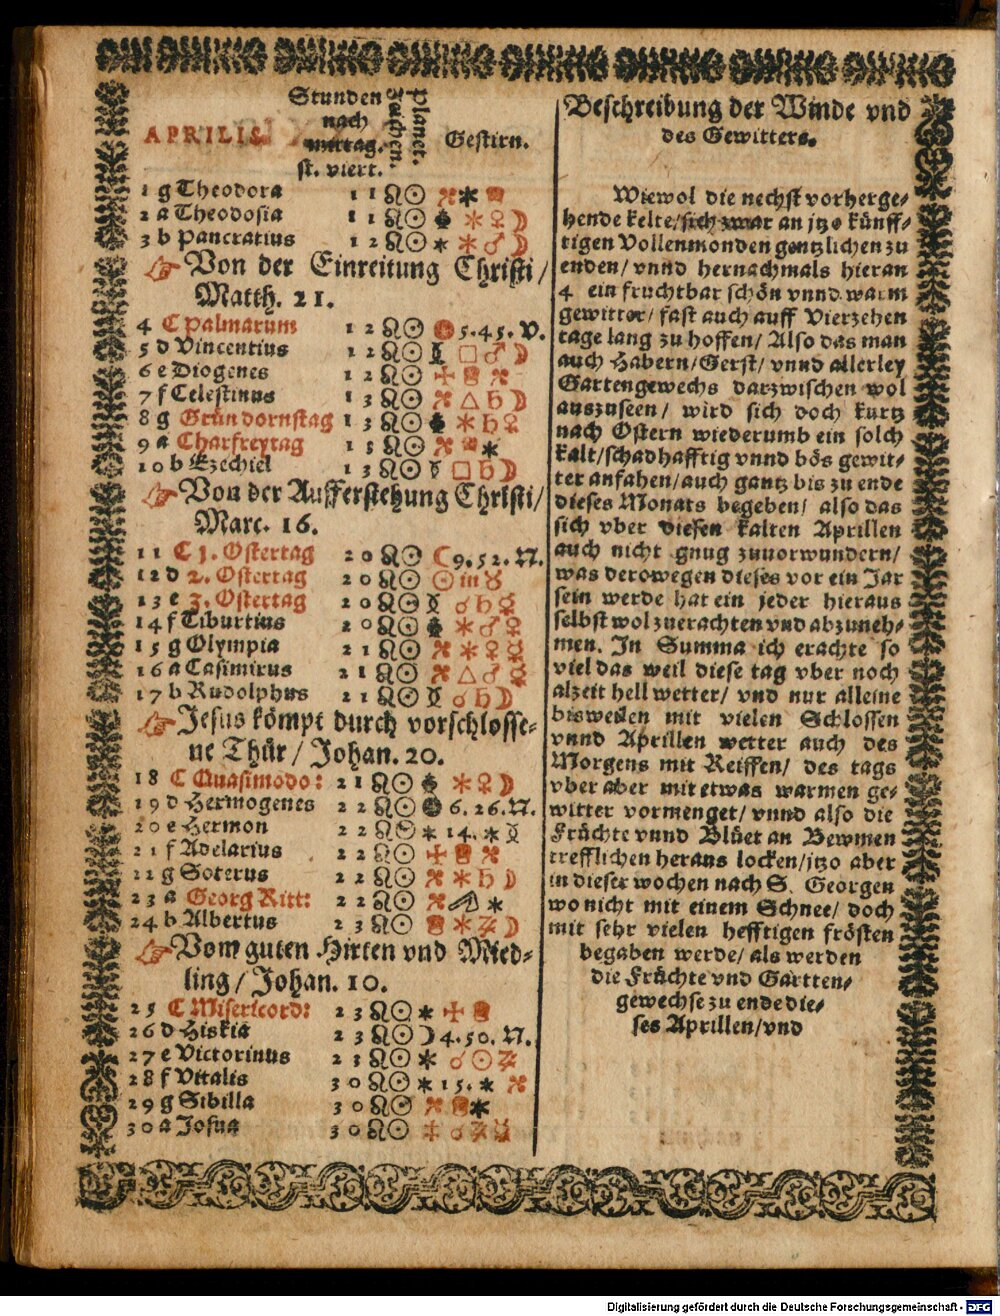 APRILIS.
Stunden
nach
mittag.
st. viert.
Zeichen.
Planet.
Gestirn.
1 g Theodora 1 1 ♌ ☉
2 a Theodosia 1 1 ♌ ☉ ✶ ♀ ☽
3 b Pancratius 1 2 ♌ ☉ ✶ ✶ ♂ ☽
☞ Von der Einreitung Christi /
Matth. 21.
4 C Palmarum 1 2 ♌ ☉ 5. 45. V.
5 d Vincentius 1 2 ♌ ☉ □ ♂ ☽
6 e Diogenes 1 2 ♌ ☉
7 f Celestinus 1 3 ♌ ☉ △ ♄ ☽
8 g Gründornstag 1 3 ♌ ☉ ✶ ♄ ♀
9 a Charfreytag 1 3 ♌ ☉
10 b Ezechiel 1 3 ♌ ☉ □ ♄ ☽
☞ Von der Aufferstehung Christi /
Marc. 16.
11 C 1. Ostertag 2 0 ♌ ☉ ☾ 9. 52. N.
12 d 2. Ostertag 2 0 ♌ ☉ ☉ in ♉
13 e 3. Ostertag 2 0 ♌ ☉ ☌ ♄ ☿
14 f Tiburtius 2 0 ♌ ☉ ✶ ♂ ♀
15 g Olympia 2 1 ♌ ☉ ✶ ♀ ☿
16 a Casimirus 2 1 ♌ ☉ △ ♂ ☿
17 b Rudolphus 2 1 ♌ ☉ ☌ ♄ ☽
☞ Jesus kömpt durch vorschlosse-
ne Thür / Johan. 20.
18 C Quasimodo: 2 1 ♌ ☉ ✶ ♀ ☽
19 d Hermogenes 2 2 ♌ ☉ 6. 26. N.
20 e Hermon 2 2 ♌ ☉ ✶ 14. ✶ ☿
21 f Adelarius 2 2 ♌ ☉
22 g Soterus 2 2 ♌ ☉ ✶ ♄ ☽
23 a Georg Ritt: 2 2 ♌ ☉
24 b Albertus 2 3 ♌ ☉ ✶ ♃ ☽
☞ Vom guten Hirten vnd Mied-
ling / Johan. 10.
25 C Misericord: 2 3 ♌ ☉ ✶
26 d Hiskia 2 3 ♌ ☉ ☽ 4. 50. N.
27 e Victorinus 2 3 ♌ ☉ ✶ ☌ ☉ ♃
28 f Vitalis 3 0 ♌ ☉ ✶ 15. ✶
29 g Sibilla 3 0 ♌ ☉
30 a Josua 3 0 ♌ ☉ ☌ ♃ ☿
Beschreibung der Winde vnd
des Gewitters.
Wiewol die nechst vorherge-
hende kelte / sich zwar an jtzo künff-
tigen Vollenmonden gentzlichen zu
enden / vnnd hernachmals hieran
4 ein fruchtbar schön vnnd warm
gewitter / fast auch auff Vierzehen
tage lang zu hoffen / Also das man
auch Habern / Gerst / vnnd allerley
Gartengewechs darzwischen wol
auszuseen / wird sich doch kurtz
nach Ostern wiederumb ein solch
kalt / schadhafftig vnnd bös gewit-
ter anfahen / auch gantz bis zu ende
dieses Monats begeben / also das
sich vber diesen kalten Aprillen
auch nicht gnug zuuorwundern /
was derowegen dieses vor ein Jar
sein werde hat ein jeder hieraus
selbst wol zuerachten vnd abzuneh-
men. In Summa ich erachte so
viel das weil diese tag vber noch
alzeit hell wetter / vnd nur alleine
bisweilen mit vielen Schlossen
vnnd Aprillen wetter auch des
Morgens mit Reiffen / des tags
vber aber mit etwas warmen ge-
witter vormenget / vnnd also die
Früchte vnnd Blüet an Bewmen
trefflichen heraus locken / jtzo aber
in dieser wochen nach S. Georgen
wo nicht mit einem Schnee / doch
mit sehr vielen hefftigen frösten
begaben werde / als werden
die Früchte vnd Gartten-
gewechse zu ende die-
ses Aprillen / vnd
Digitalisierung gefördert durch die Deutsche Forschungsgemeinschaft - DFG